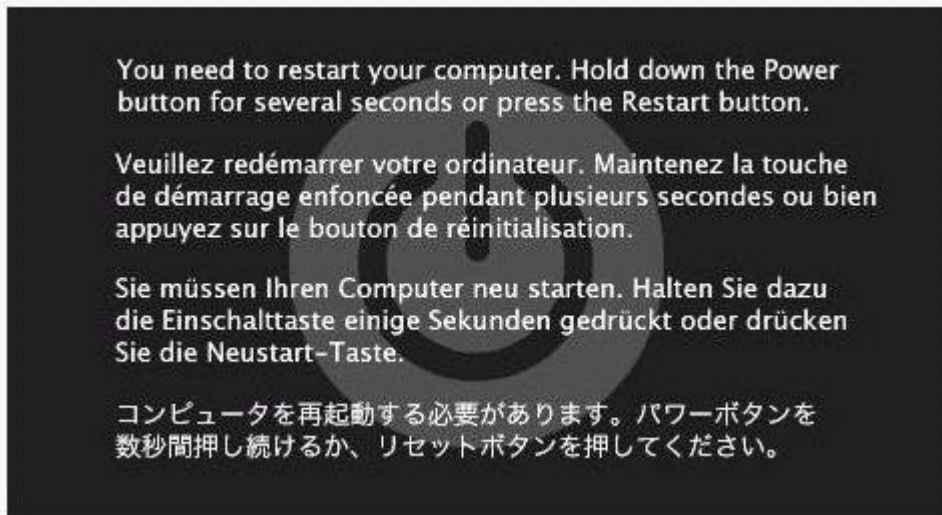 You need to restart your computer. Hold down the Power
button for several seconds or press the Restart button.
Veuillez redémarrer votre ordinateur. Maintenez la touche
de démarrage enfoncée pendant plusieurs secondes ou bien
appuyez sur le bouton de réinitialisation.
Sie müssen Ihren Computer neu starten. Halten Sie dazu
die Einschalttaste einige Sekunden gedrückt oder drücken
Sie die Neustart-Taste.
コンピュータを再起動する必要があります。パワーボタンを
数秒間押し続けるか、リセットボタンを押してください。